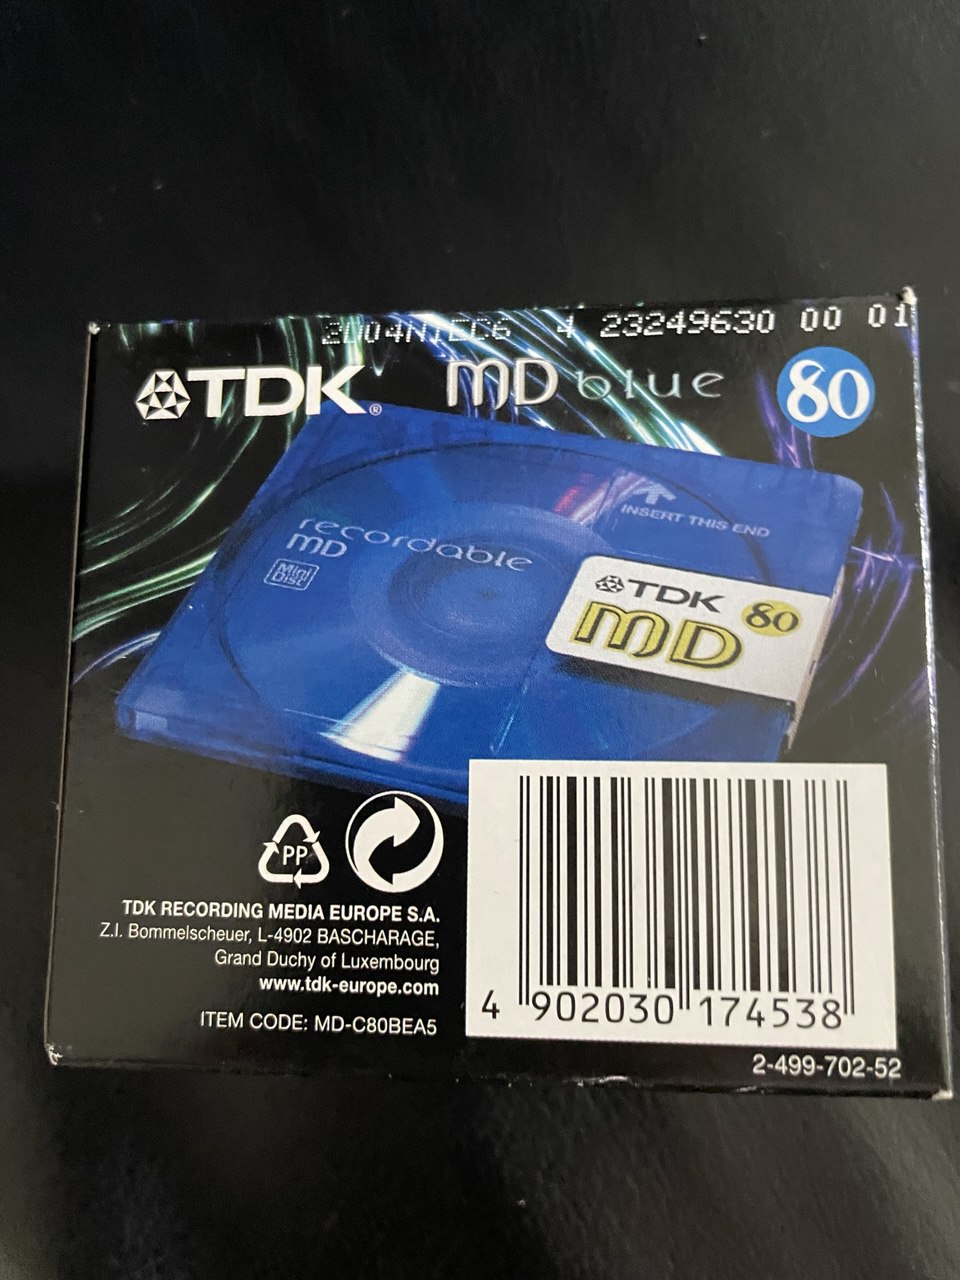 4 23249630 00 01
TDK® MD blue 80
INSERT THIS END
recordable
MD
Mini
Disc
TDK 80
MD
PP
TDK RECORDING MEDIA EUROPE S.A.
Z.I. Bommelscheuer, L-4902 BASCHARAGE,
Grand Duchy of Luxembourg
www.tdk-europe.com
ITEM CODE: MD-C80BEA5
4 902030 174538
2-499-702-52